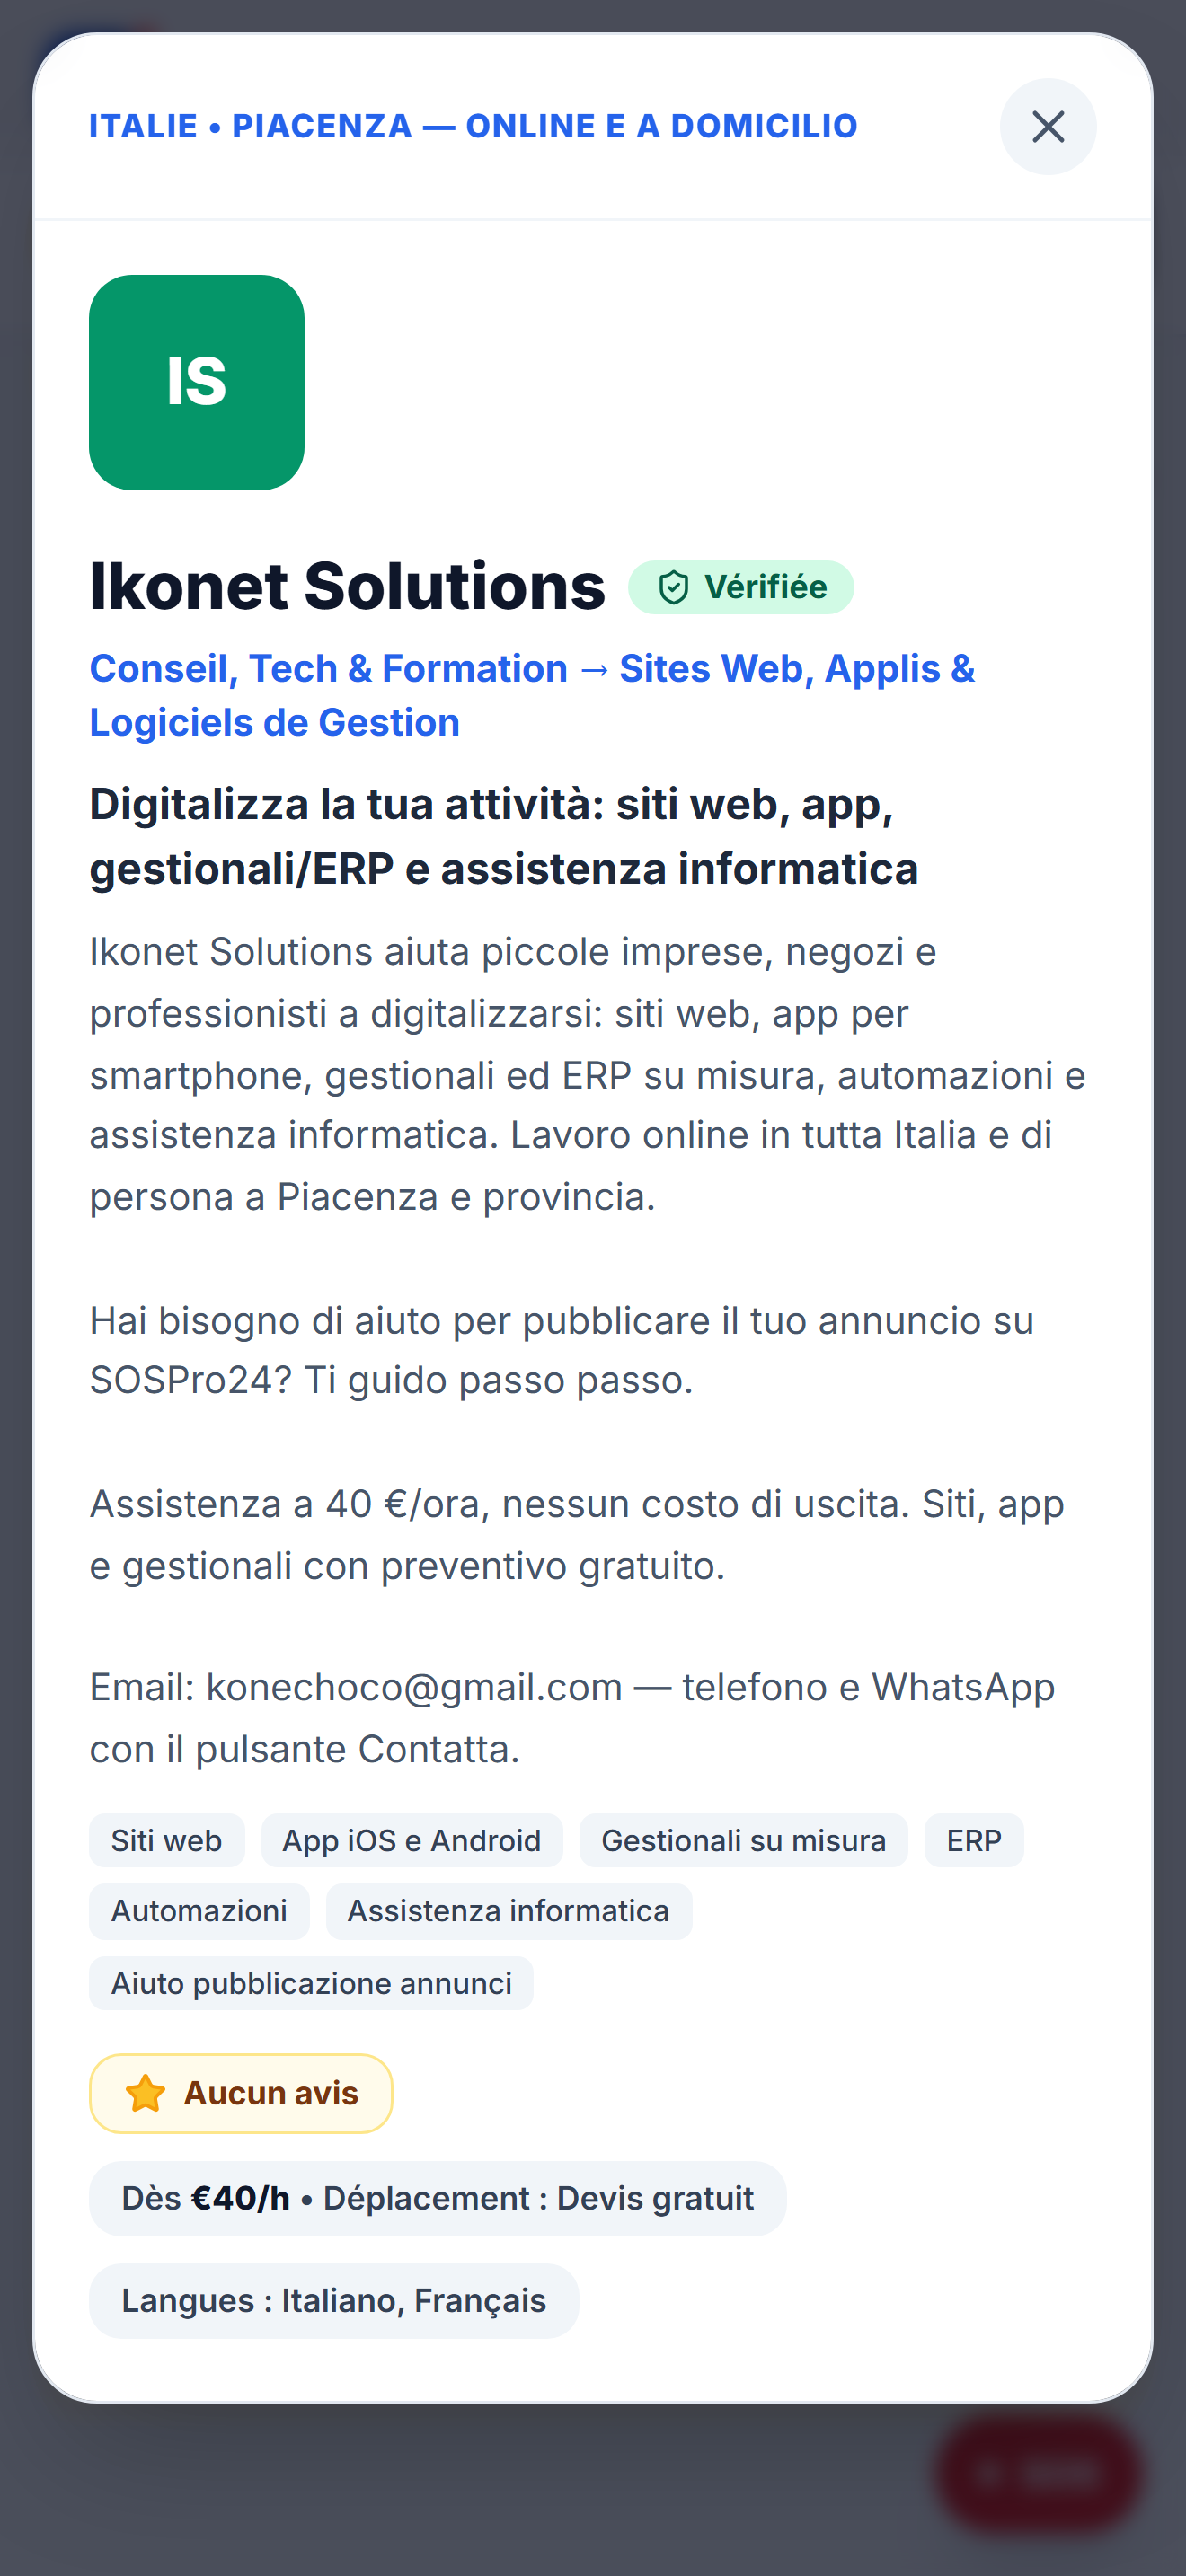 ITALIE • PIACENZA — ONLINE E A DOMICILIO
IS
Ikonet Solutions
Vérifiée
Conseil, Tech & Formation → Sites Web, Applis &
Logiciels de Gestion
Digitalizza la tua attività: siti web, app,
gestionali/ERP e assistenza informatica
Ikonet Solutions aiuta piccole imprese, negozi e
professionisti a digitalizzarsi: siti web, app per
smartphone, gestionali ed ERP su misura, automazioni e
assistenza informatica. Lavoro online in tutta Italia e di
persona a Piacenza e provincia.
Hai bisogno di aiuto per pubblicare il tuo annuncio su
SOSPro24? Ti guido passo passo.
Assistenza a 40 €/ora, nessun costo di uscita. Siti, app
e gestionali con preventivo gratuito.
Email: konechoco@gmail.com — telefono e WhatsApp
con il pulsante Contatta.
Siti web App iOS e Android Gestionali su misura ERP
Automazioni Assistenza informatica
Aiuto pubblicazione annunci
Aucun avis
Dès €40/h • Déplacement : Devis gratuit
Langues : Italiano, Français